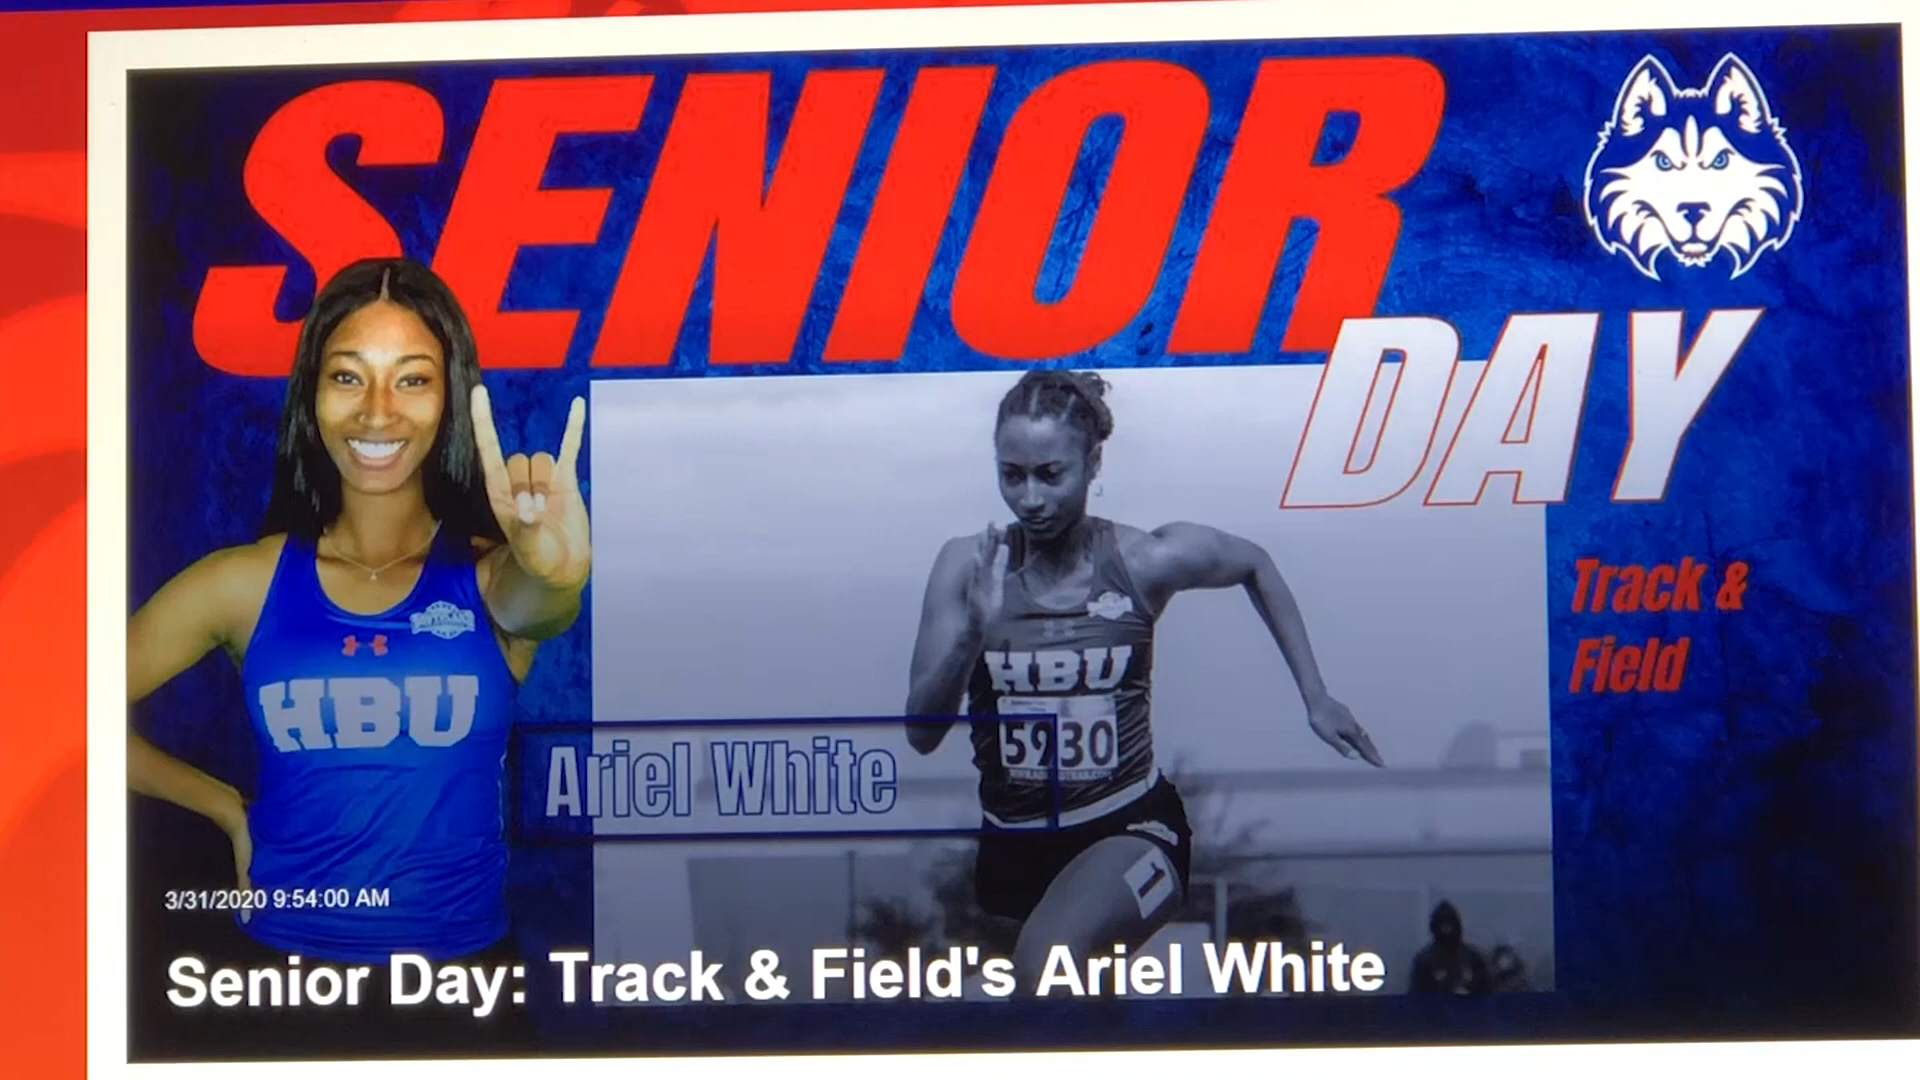 SENIOR
DAY
Track &
Field
HBU
HBU
5930
Ariel White
1
3/31/2020 9:54:00 AM
Senior Day: Track & Field's Ariel White